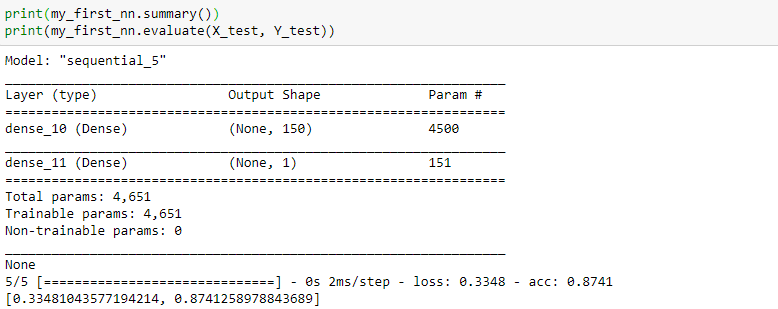 print(my_first_nn.summary())
print(my_first_nn.evaluate(X_test, Y_test))
Model: "sequential_5"
_________________________________________________________________
Layer (type)                 Output Shape              Param #
=================================================================
dense_10 (Dense)             (None, 150)               4500
_________________________________________________________________
dense_11 (Dense)             (None, 1)                 151
=================================================================
Total params: 4,651
Trainable params: 4,651
Non-trainable params: 0
_________________________________________________________________
None
5/5 [==============================] - 0s 2ms/step - loss: 0.3348 - acc: 0.8741
[0.33481043577194214, 0.8741258978843689]